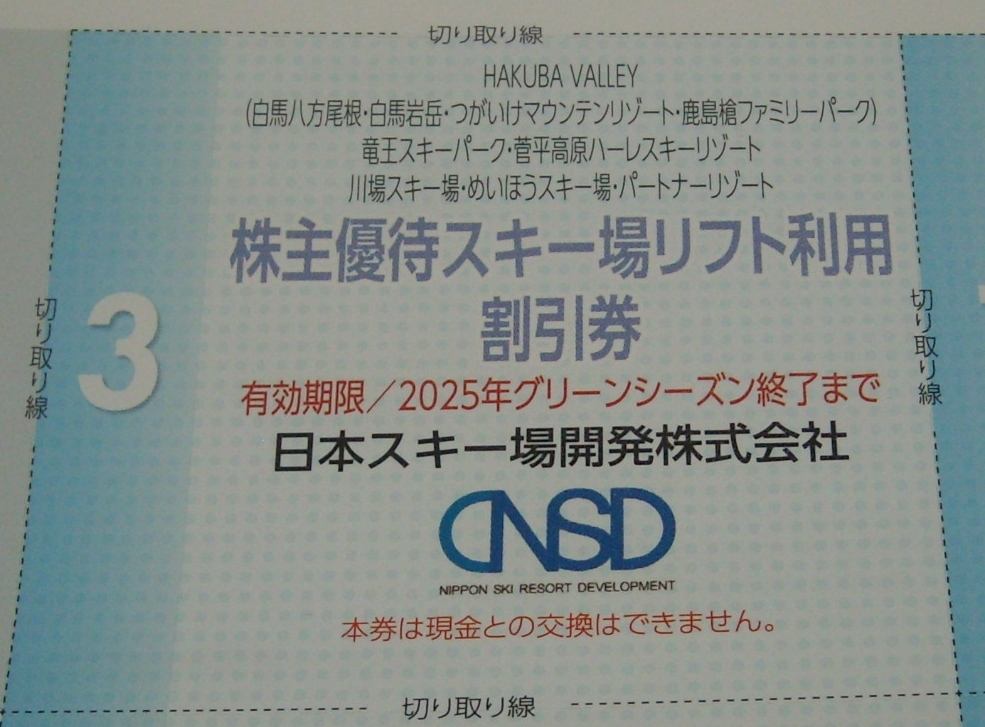 切り取り線
HAKUBA VALLEY
(白馬八方尾根・白馬岩岳・つがいけマウンテンリゾート・鹿島槍ファミリーパーク)
竜王スキーパーク・菅平高原ハーレスキーリゾート
川場スキー場・めいほうスキー場・パートナーリゾート
株主優待スキー場リフト利用
割引券
切り取り線
3
切り取り線
有効期限／2025年グリーンシーズン終了まで
日本スキー場開発株式会社
NSD
NIPPON SKI RESORT DEVELOPMENT
本券は現金との交換はできません。
切り取り線